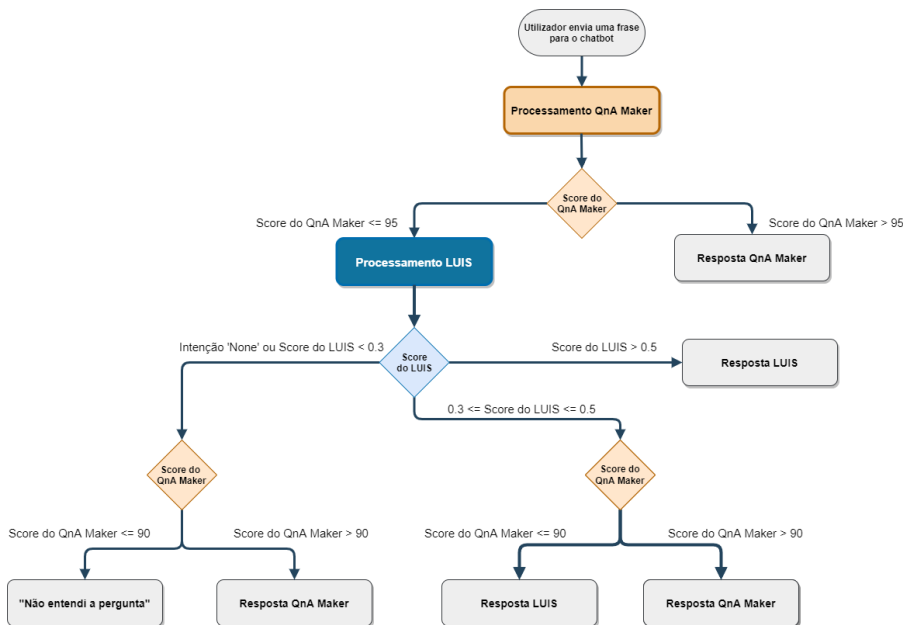 Utilizador envia uma frase
para o chatbot
Processamento QnA Maker
Score do
QnA Maker
Score do QnA Maker <= 95
Score do QnA Maker > 95
Processamento LUIS
Resposta QnA Maker
Intenção 'None' ou Score do LUIS < 0.3
Score
do LUIS
Score do LUIS > 0.5
Resposta LUIS
0.3 <= Score do LUIS <= 0.5
Score do
QnA Maker
Score do
QnA Maker
Score do QnA Maker <= 90
Score do QnA Maker > 90
Score do QnA Maker <= 90
Score do QnA Maker > 90
"Não entendi a pergunta"
Resposta QnA Maker
Resposta LUIS
Resposta QnA Maker